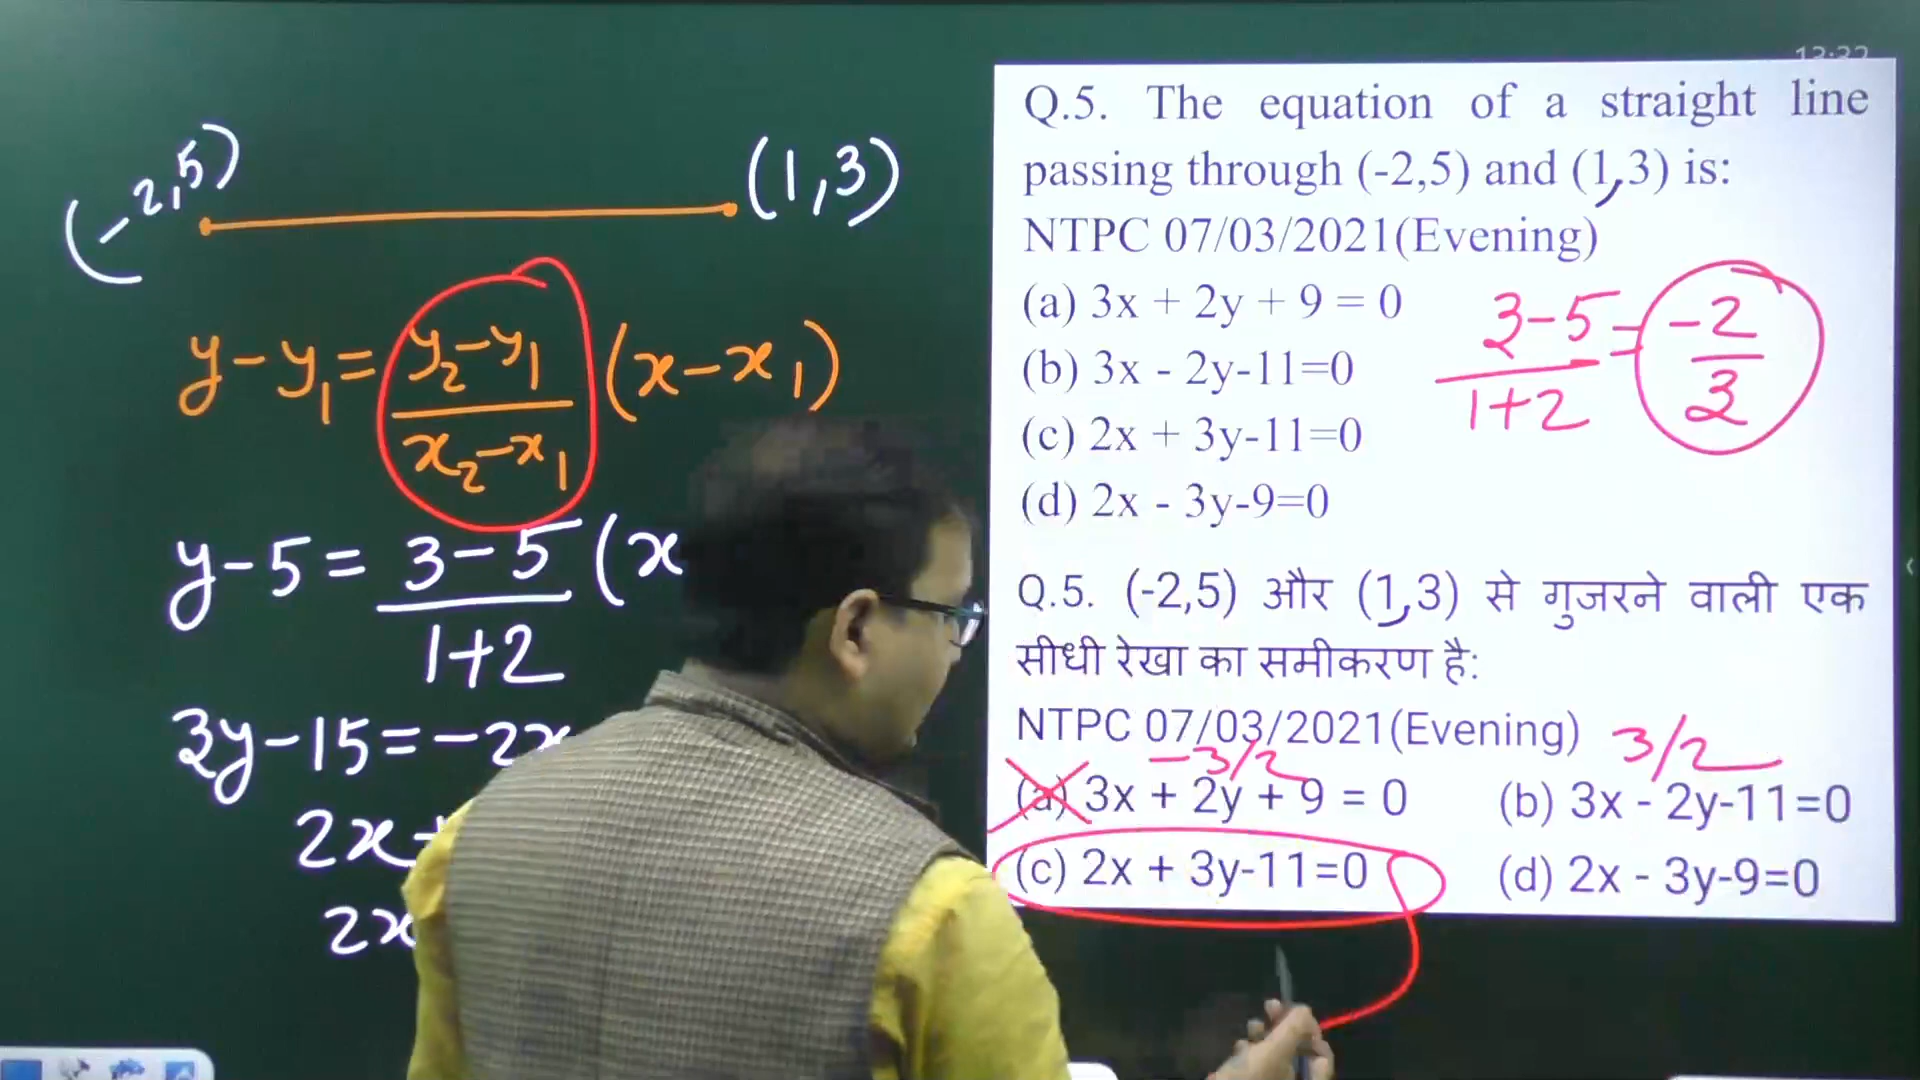 (-2,5)
(1,3)
y-y₁= y₂-y₁ (x-x₁)
x₂-x₁
y-5= 3-5 (x
1+2
3y-15=-2x
2x+
2x
Q.5. The equation of a straight line
passing through (-2,5) and (1,3) is:
NTPC 07/03/2021(Evening)
(a) 3x + 2y + 9 = 0
(b) 3x - 2y-11=0
(c) 2x + 3y-11=0
(d) 2x - 3y-9=0
3-5 = -2
1+2 3
Q.5. (-2,5) और (1,3) से गुजरने वाली एक
सीधी रेखा का समीकरण है:
NTPC 07/03/2021(Evening)
-3/2 3/2
(a) 3x + 2y + 9 = 0 (b) 3x - 2y-11=0
(c) 2x + 3y-11=0 (d) 2x - 3y-9=0